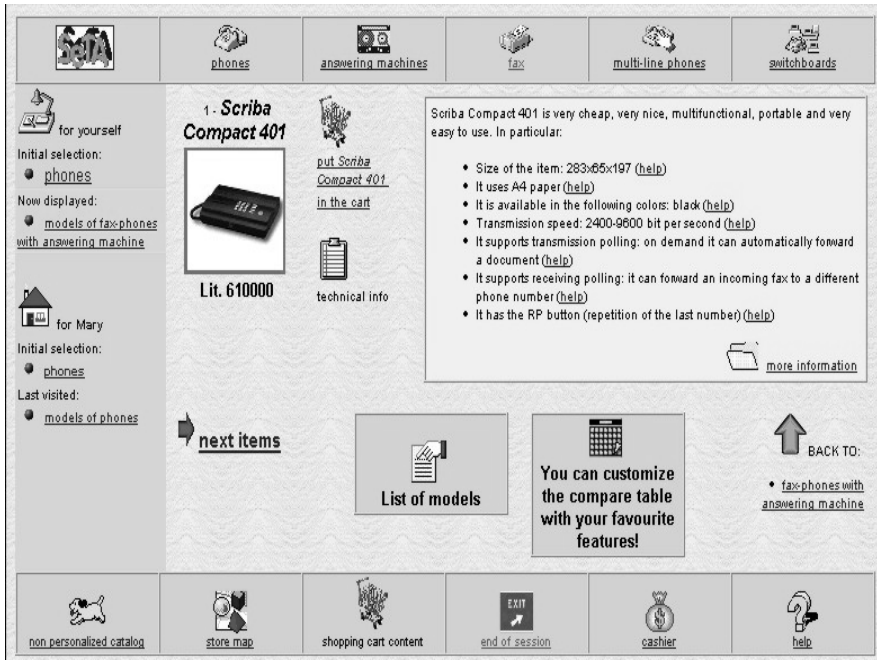 SeTA
phones
answering machines
fax
multi-line phones
switchboards
for yourself
Initial selection:
phones
Now displayed:
models of fax-phones
with answering machine
for Mary
Initial selection:
phones
Last visited:
models of phones
1 - Scriba
Compact 401
Lit. 610000
put Scriba
Compact 401
in the cart
technical info
Scriba Compact 401 is very cheap, very nice, multifunctional, portable and very
easy to use. In particular:
• Size of the item: 283x65x197 (help)
• It uses A4 paper (help)
• It is available in the following colors: black (help)
• Transmission speed: 2400-9600 bit per second (help)
• It supports transmission polling: on demand it can automatically forward
a document (help)
• It supports receiving polling: it can forward an incoming fax to a different
phone number (help)
• It has the RP button (repetition of the last number) (help)
more information
next items
List of models
You can customize
the compare table
with your favourite
features!
BACK TO:
• fax-phones with
answering machine
non personalized catalog
store map
shopping cart content
EXIT
end of session
cashier
help